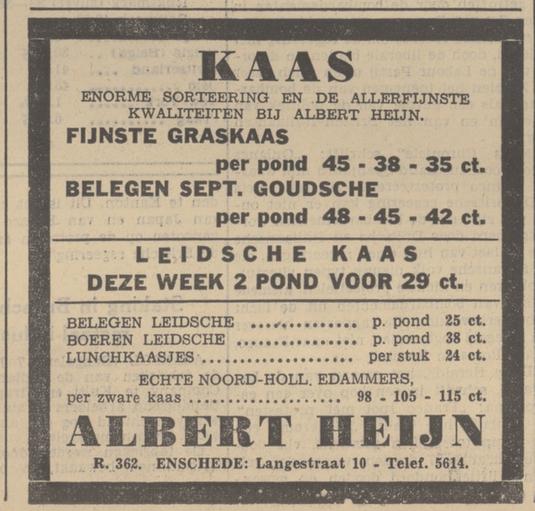 KAAS
ENORME SORTEERING EN DE ALLERFIJNSTE
KWALITEITEN BIJ ALBERT HEIJN.
FIJNSTE GRASKAAS
per pond 45 - 38 - 35 ct.
BELEGEN SEPT. GOUDSCHE
per pond 48 - 45 - 42 ct.
LEIDSCHE KAAS
DEZE WEEK 2 POND VOOR 29 ct.
BELEGEN LEIDSCHE ................ p. pond 25 ct.
BOEREN LEIDSCHE ................ p. pond 38 ct.
LUNCHKAASJES ........................ per stuk 24 ct.
ECHTE NOORD-HOLL. EDAMMERS,
per zware kaas ...................... 98 - 105 - 115 ct.
ALBERT HEIJN
R. 362. ENSCHEDE: Langestraat 10 - Telef. 5614.